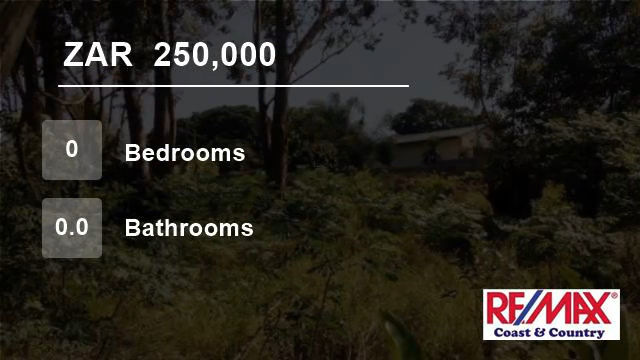 ZAR 250,000
0 Bedrooms
0.0 Bathrooms
RE/MAX®
Coast & Country